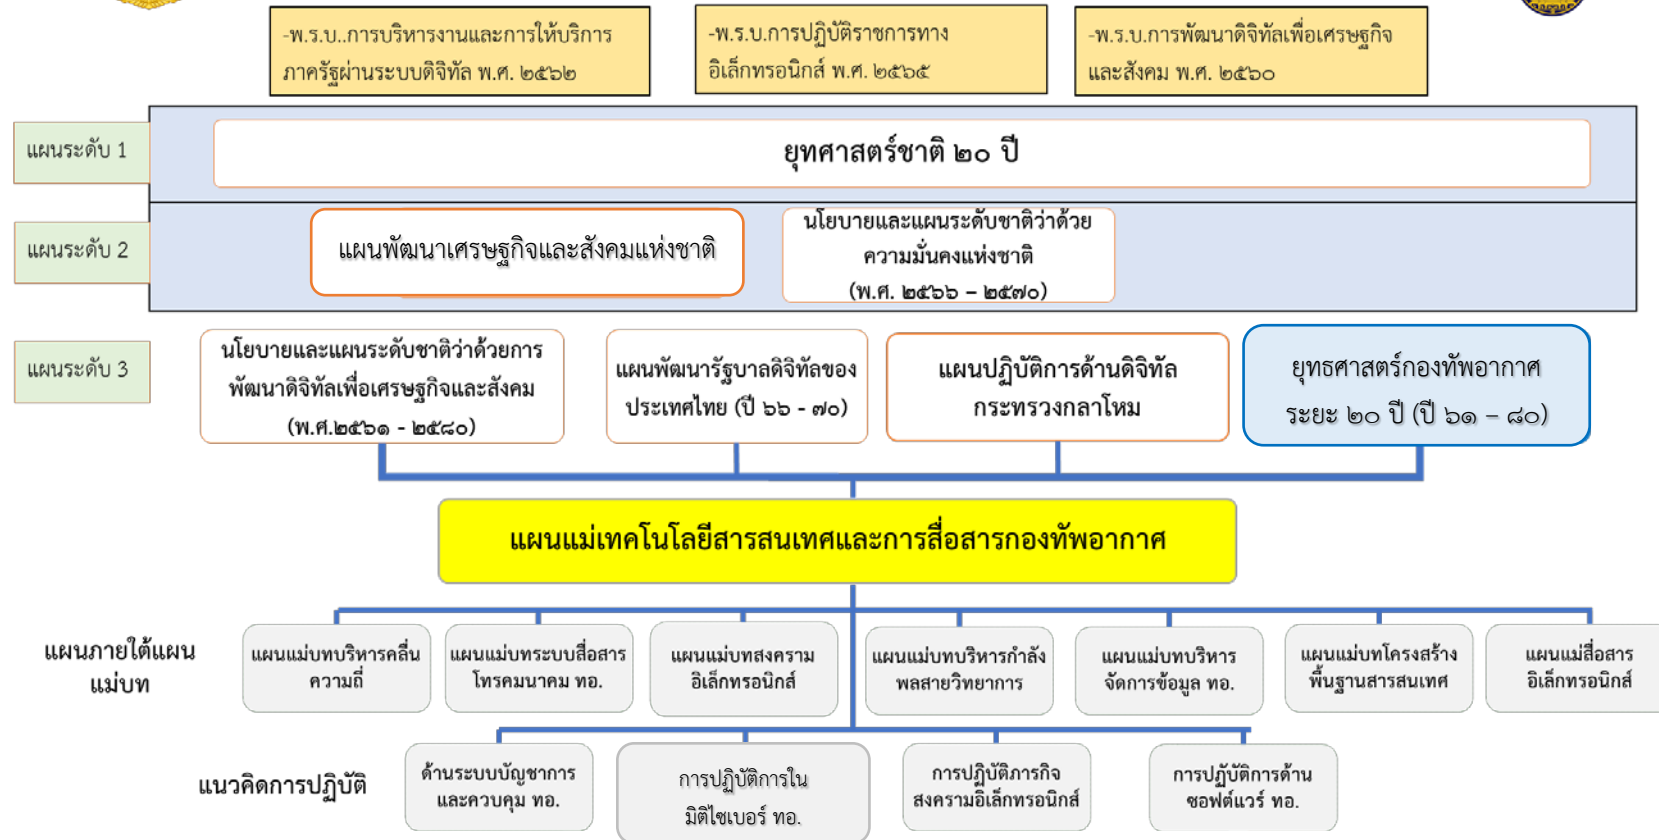 -พ.ร.บ..การบริหารงานและการให้บริการ
ภาครัฐผ่านระบบดิจิทัล พ.ศ. ๒๕๖๒
-พ.ร.บ.การปฏิบัติราชการทาง
อิเล็กทรอนิกส์ พ.ศ. ๒๕๖๕
-พ.ร.บ.การพัฒนาดิจิทัลเพื่อเศรษฐกิจ
และสังคม พ.ศ. ๒๕๖๐
แผนระดับ 1
ยุทศาสตร์ชาติ ๒๐ ปี
แผนระดับ 2
แผนพัฒนาเศรษฐกิจและสังคมแห่งชาติ
นโยบายและแผนระดับชาติว่าด้วย
ความมั่นคงแห่งชาติ
(พ.ศ. ๒๕๖๖ – ๒๕๗๐)
แผนระดับ 3
นโยบายและแผนระดับชาติว่าด้วยการ
พัฒนาดิจิทัลเพื่อเศรษฐกิจและสังคม
(พ.ศ.๒๕๖๑ - ๒๕๘๐)
แผนพัฒนารัฐบาลดิจิทัลของ
ประเทศไทย (ปี ๖๖ - ๗๐)
แผนปฏิบัติการด้านดิจิทัล
กระทรวงกลาโหม
ยุทธศาสตร์กองทัพอากาศ
ระยะ ๒๐ ปี (ปี ๖๑ – ๘๐)
แผนแม่เทคโนโลยีสารสนเทศและการสื่อสารกองทัพอากาศ
แผนภายใต้แผน
แม่บท
แผนแม่บทบริหารคลื่น
ความถี่
แผนแม่บทระบบสื่อสาร
โทรคมนาคม ทอ.
แผนแม่บทสงคราม
อิเล็กทรอนิกส์
แผนแม่บทบริหารกำลัง
พลสายวิทยาการ
แผนแม่บทบริหาร
จัดการข้อมูล ทอ.
แผนแม่บทโครงสร้าง
พื้นฐานสารสนเทศ
แผนแม่สื่อสาร
อิเล็กทรอนิกส์
แนวคิดการปฏิบัติ
ด้านระบบบัญชาการ
และควบคุม ทอ.
การปฏิบัติการใน
มิติไซเบอร์ ทอ.
การปฏิบัติภารกิจ
สงครามอิเล็กทรอนิกส์
การปฏิบัติการด้าน
ซอฟต์แวร์ ทอ.